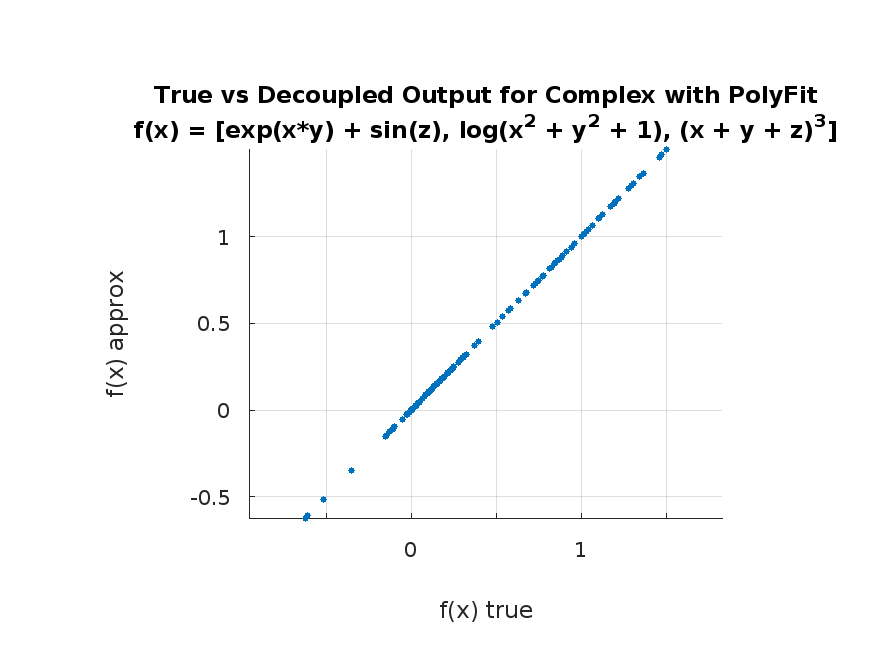 True vs Decoupled Output for Complex with PolyFit
f(x) = [exp(x*y) + sin(z), log(x² + y² + 1), (x + y + z)³]
1
0.5
0
-0.5
f(x) approx
0 1
f(x) true